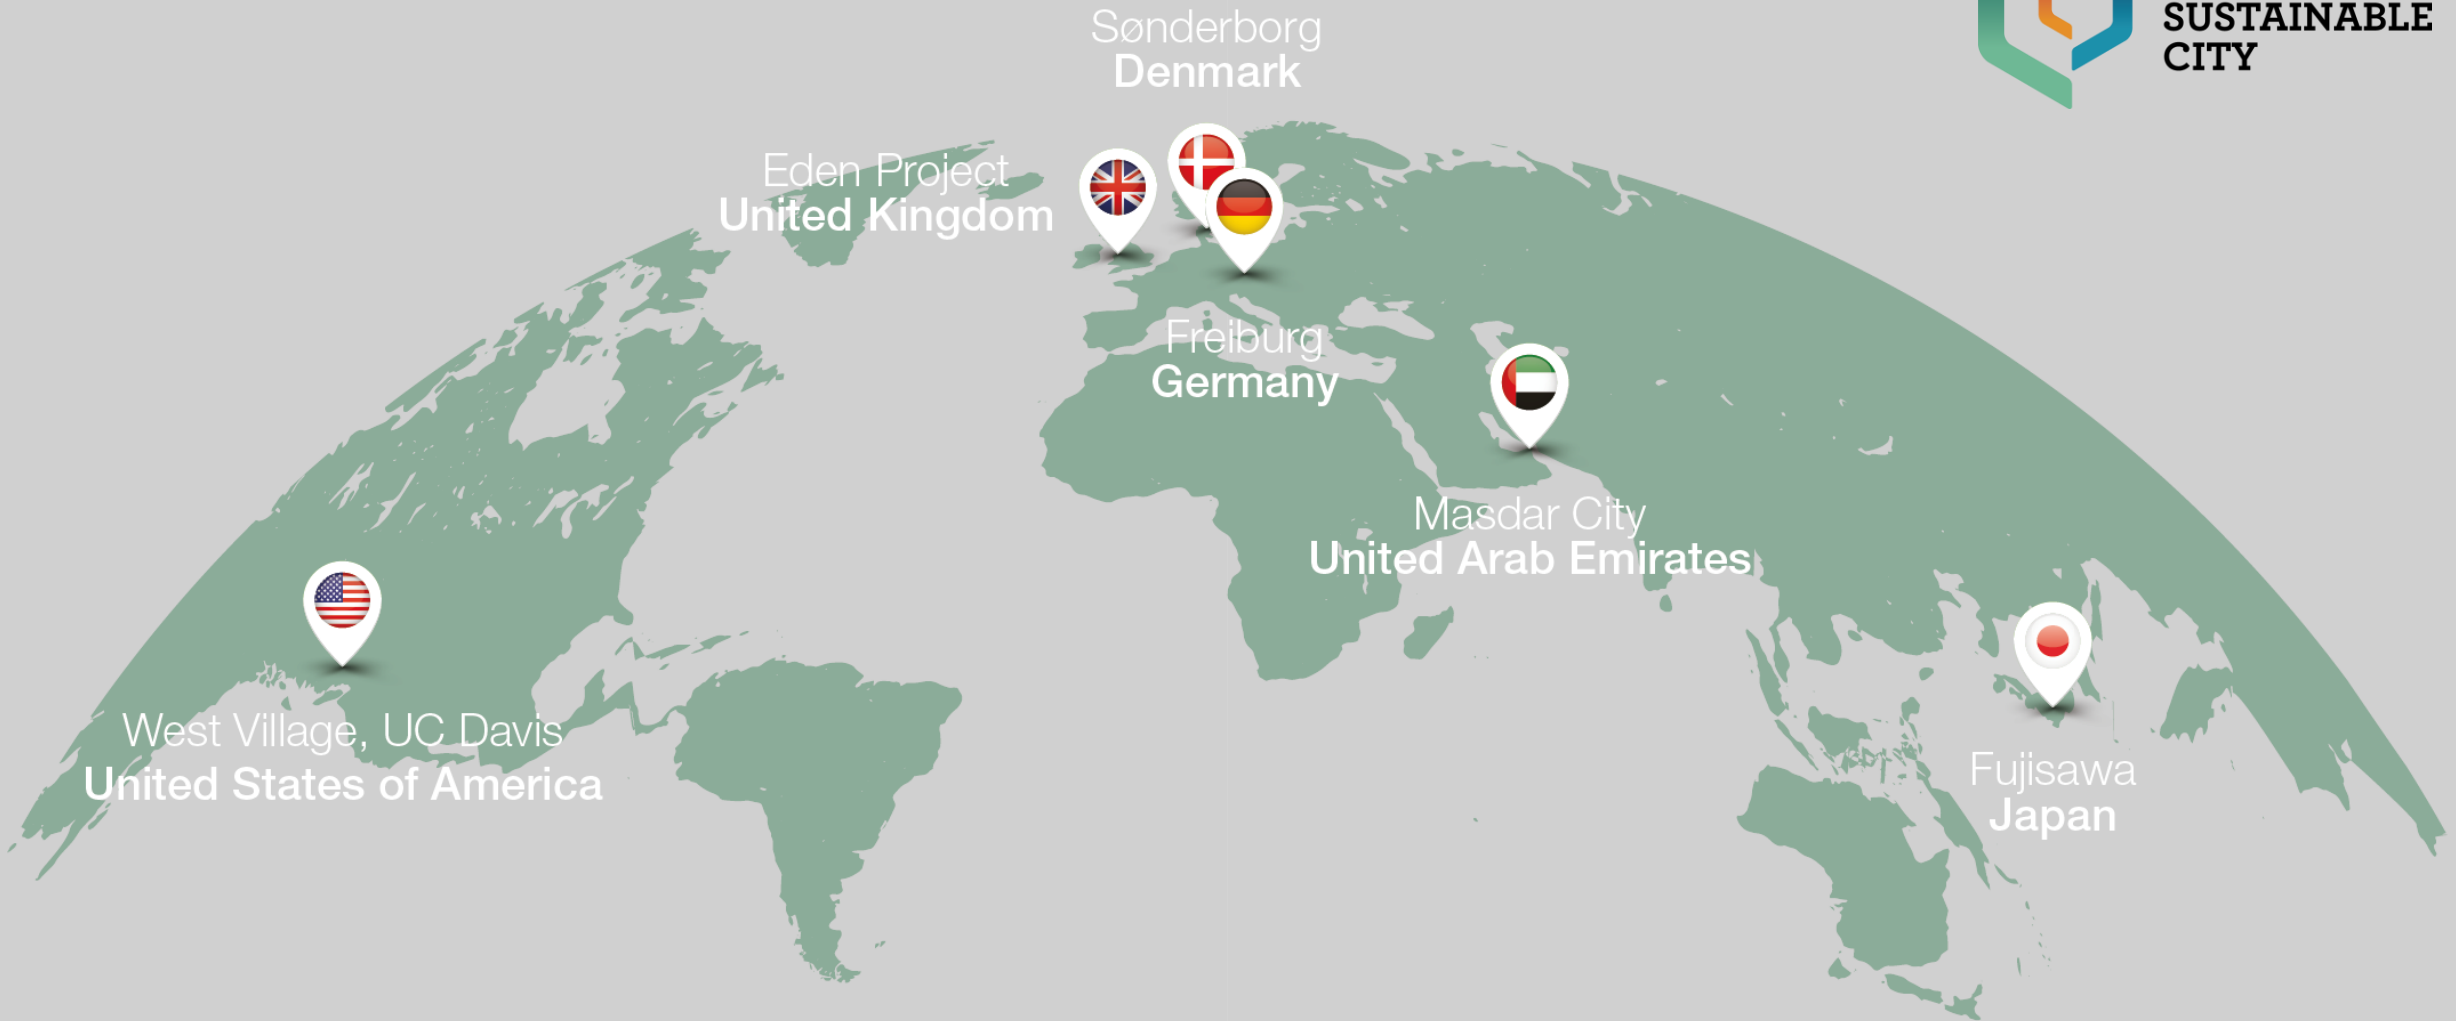 SUSTAINABLE
CITY
Sønderborg
Denmark
Eden Project
United Kingdom
Freiburg
Germany
Masdar City
United Arab Emirates
West Village, UC Davis
United States of America
Fujisawa
Japan